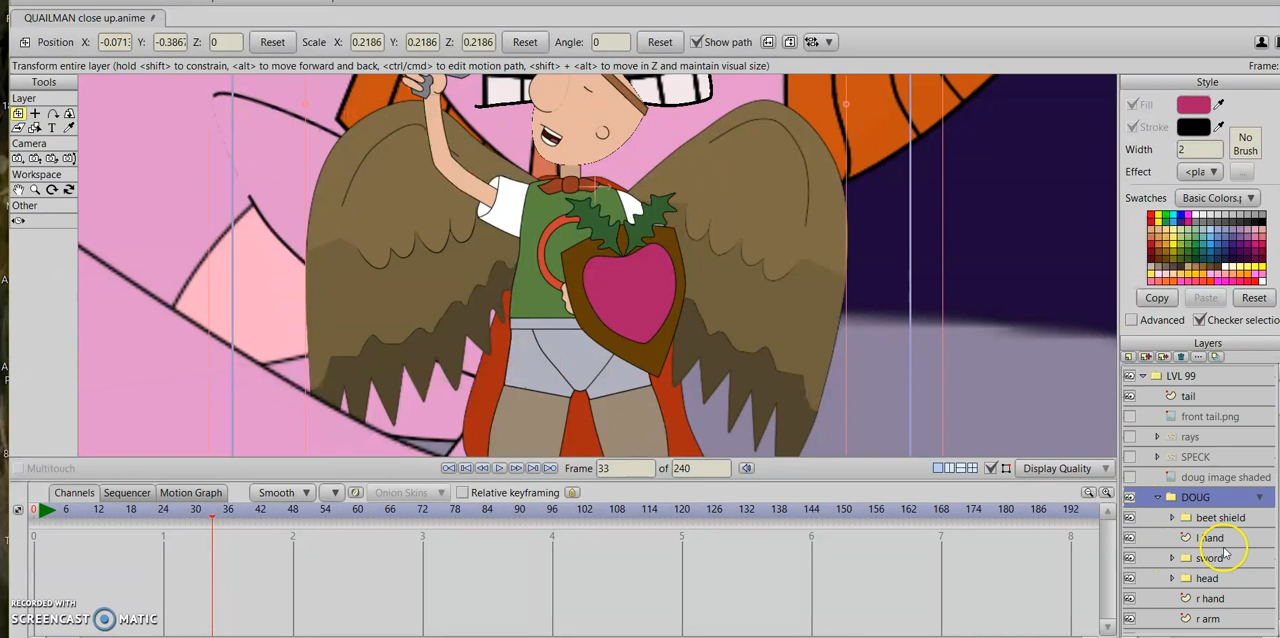 QUAILMAN close up.anime
Position X: -0.071 Y: -0.386 Z: 0 Reset Scale X: 0.2186 Y: 0.2186 Z: 0.2186 Reset Angle: 0 Reset Show path
Transform entire layer (hold <shift> to constrain, <alt> to move forward and back, <ctrl/cmd> to edit motion path, <shift> + <alt> to move in Z and maintain visual size) Frame:
Tools
Layer
T
Camera
Workspace
Other
Style
Fill
Stroke
No
Brush
Width 2
Effect <pla
...
Swatches Basic Colors.
Copy Paste Reset
Advanced Checker selectio
Layers
LVL 99
tail
front tail.png
rays
SPECK
doug image shaded
DOUG
beet shield
l hand
sword
head
r hand
r arm
Multitouch Frame 33 of 240 Display Quality
Channels Sequencer Motion Graph Smooth Onion Skins Relative keyframing
0 6 12 18 24 30 36 42 48 54 60 66 72 78 84 90 96 102 108 114 120 126 132 138 144 150 156 162 168 174 180 186 192
0 1 2 3 4 5 6 7 8
RECORDED WITH
SCREENCAST MATIC